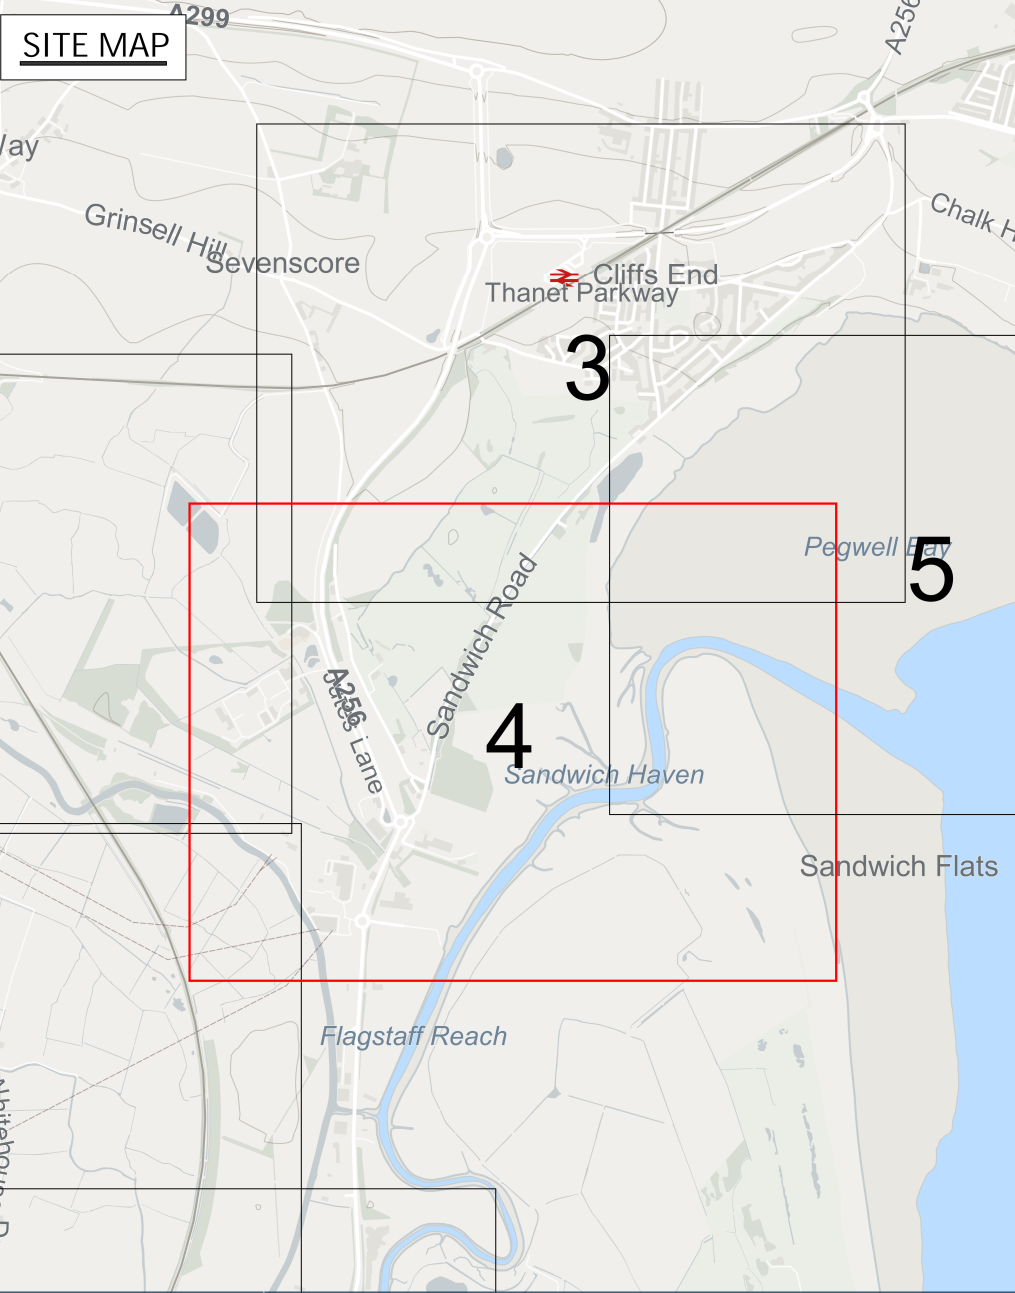 A299
A256
SITE MAP
Grinsell Hill
Chalk H
Sevenscore
Cliffs End
Thanet Parkway
3
Pegwell Bay
5
Sandwich Road
A256
Lane
4
Sandwich Haven
Sandwich Flats
Flagstaff Reach